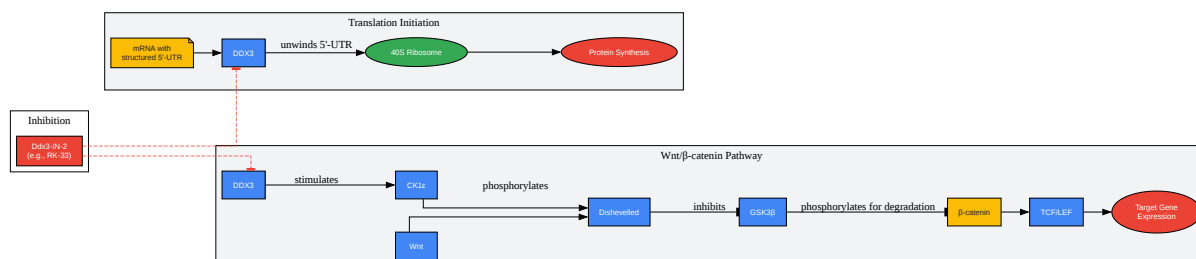 Translation Initiation
mRNA with
structured 5'-UTR
DDX3
unwinds 5'-UTR
40S Ribosome
Protein Synthesis
Inhibition
Ddx3-IN-2
(e.g., RK-33)
Wnt/β-catenin Pathway
DDX3
stimulates
CK1ε
phosphorylates
Wnt
Dishevelled
inhibits
GSK3β
phosphorylates for degradation
β-catenin
TCF/LEF
Target Gene
Expression